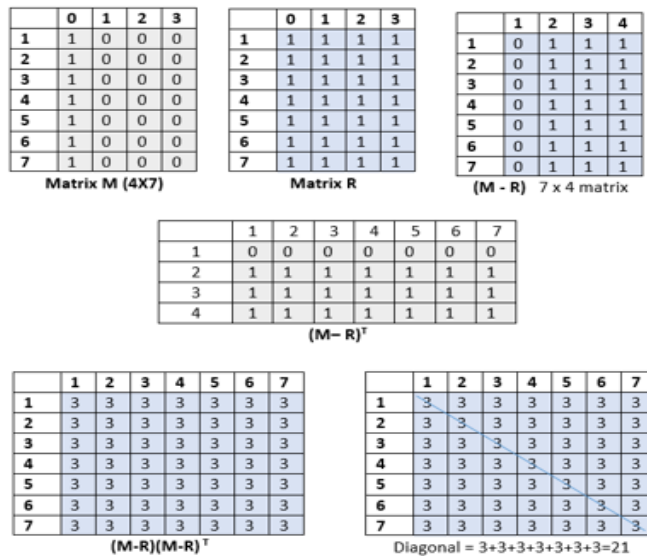 0 1 2 3
1 1 0 0 0
2 1 0 0 0
3 1 0 0 0
4 1 0 0 0
5 1 0 0 0
6 1 0 0 0
7 1 0 0 0
Matrix M (4X7)
0 1 2 3
1 1 1 1 1
2 1 1 1 1
3 1 1 1 1
4 1 1 1 1
5 1 1 1 1
6 1 1 1 1
7 1 1 1 1
Matrix R
1 2 3 4
1 0 1 1 1
2 0 1 1 1
3 0 1 1 1
4 0 1 1 1
5 0 1 1 1
6 0 1 1 1
7 0 1 1 1
(M - R) 7 x 4 matrix
1 2 3 4 5 6 7
1 0 0 0 0 0 0 0
2 1 1 1 1 1 1 1
3 1 1 1 1 1 1 1
4 1 1 1 1 1 1 1
(M– R)ᵀ
1 2 3 4 5 6 7
1 3 3 3 3 3 3 3
2 3 3 3 3 3 3 3
3 3 3 3 3 3 3 3
4 3 3 3 3 3 3 3
5 3 3 3 3 3 3 3
6 3 3 3 3 3 3 3
7 3 3 3 3 3 3 3
(M-R)(M-R) ᵀ
1 2 3 4 5 6 7
1 3 3 3 3 3 3 3
2 3 3 3 3 3 3 3
3 3 3 3 3 3 3 3
4 3 3 3 3 3 3 3
5 3 3 3 3 3 3 3
6 3 3 3 3 3 3 3
7 3 3 3 3 3 3 3
Diagonal = 3+3+3+3+3+3+3=21